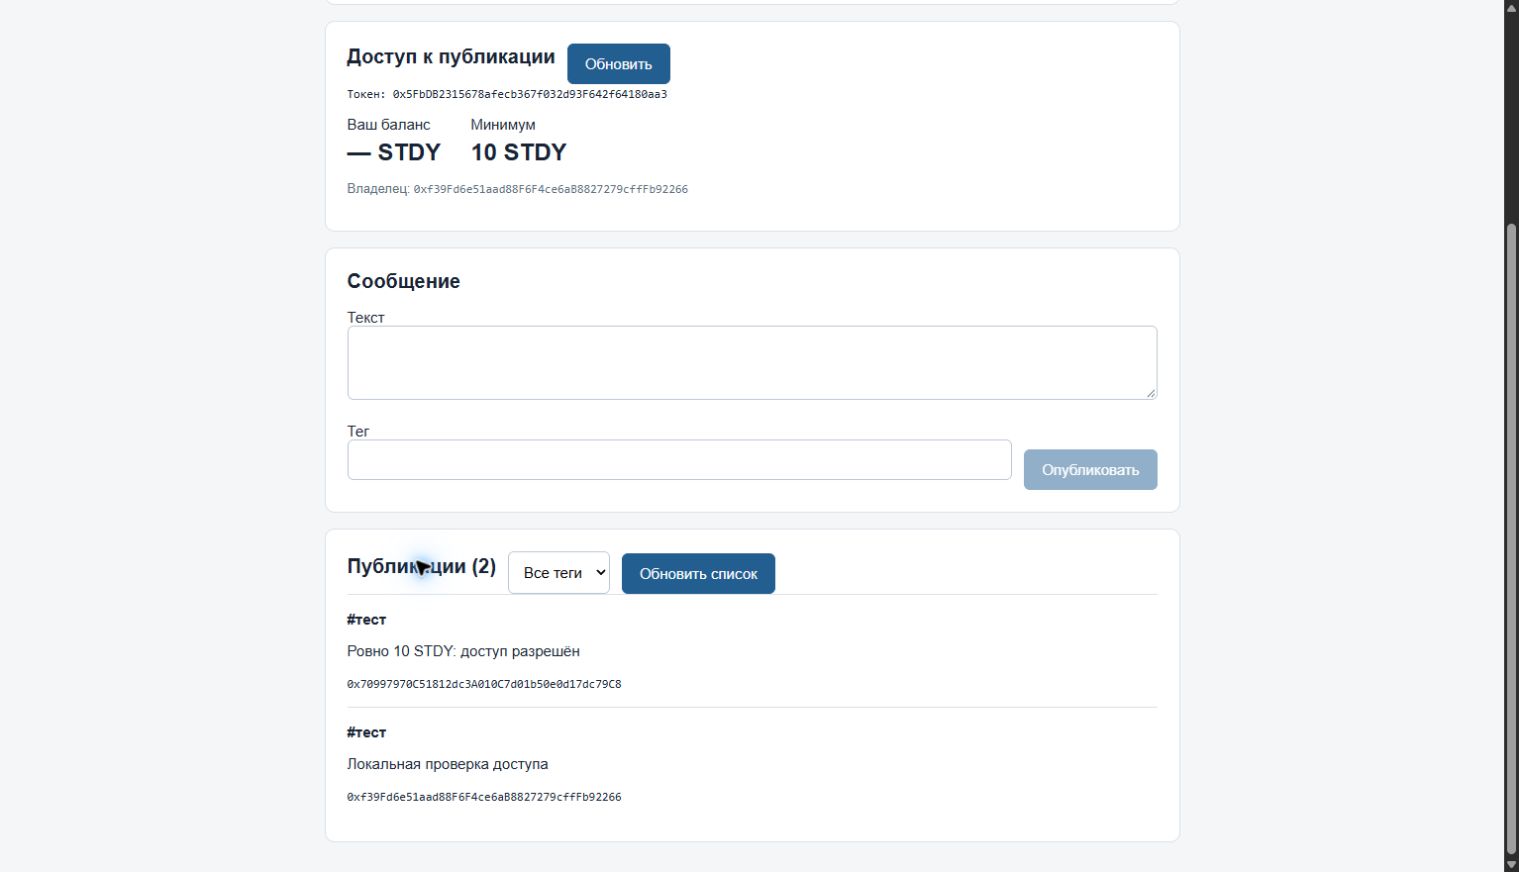 Доступ к публикации Обновить
Токен: 0x5FbDB2315678afecb367f032d93F642f64180aa3
Ваш баланс Минимум
— STDY 10 STDY
Владелец: 0xf39Fd6e51aad88F6F4ce6aB8827279cffFb92266
Сообщение
Текст
Тег
Опубликовать
Публикации (2) Все теги Обновить список
#тест
Ровно 10 STDY: доступ разрешён
0x70997970C51812dc3A010C7d01b50e0d17dc79C8
#тест
Локальная проверка доступа
0xf39Fd6e51aad88F6F4ce6aB8827279cffFb92266